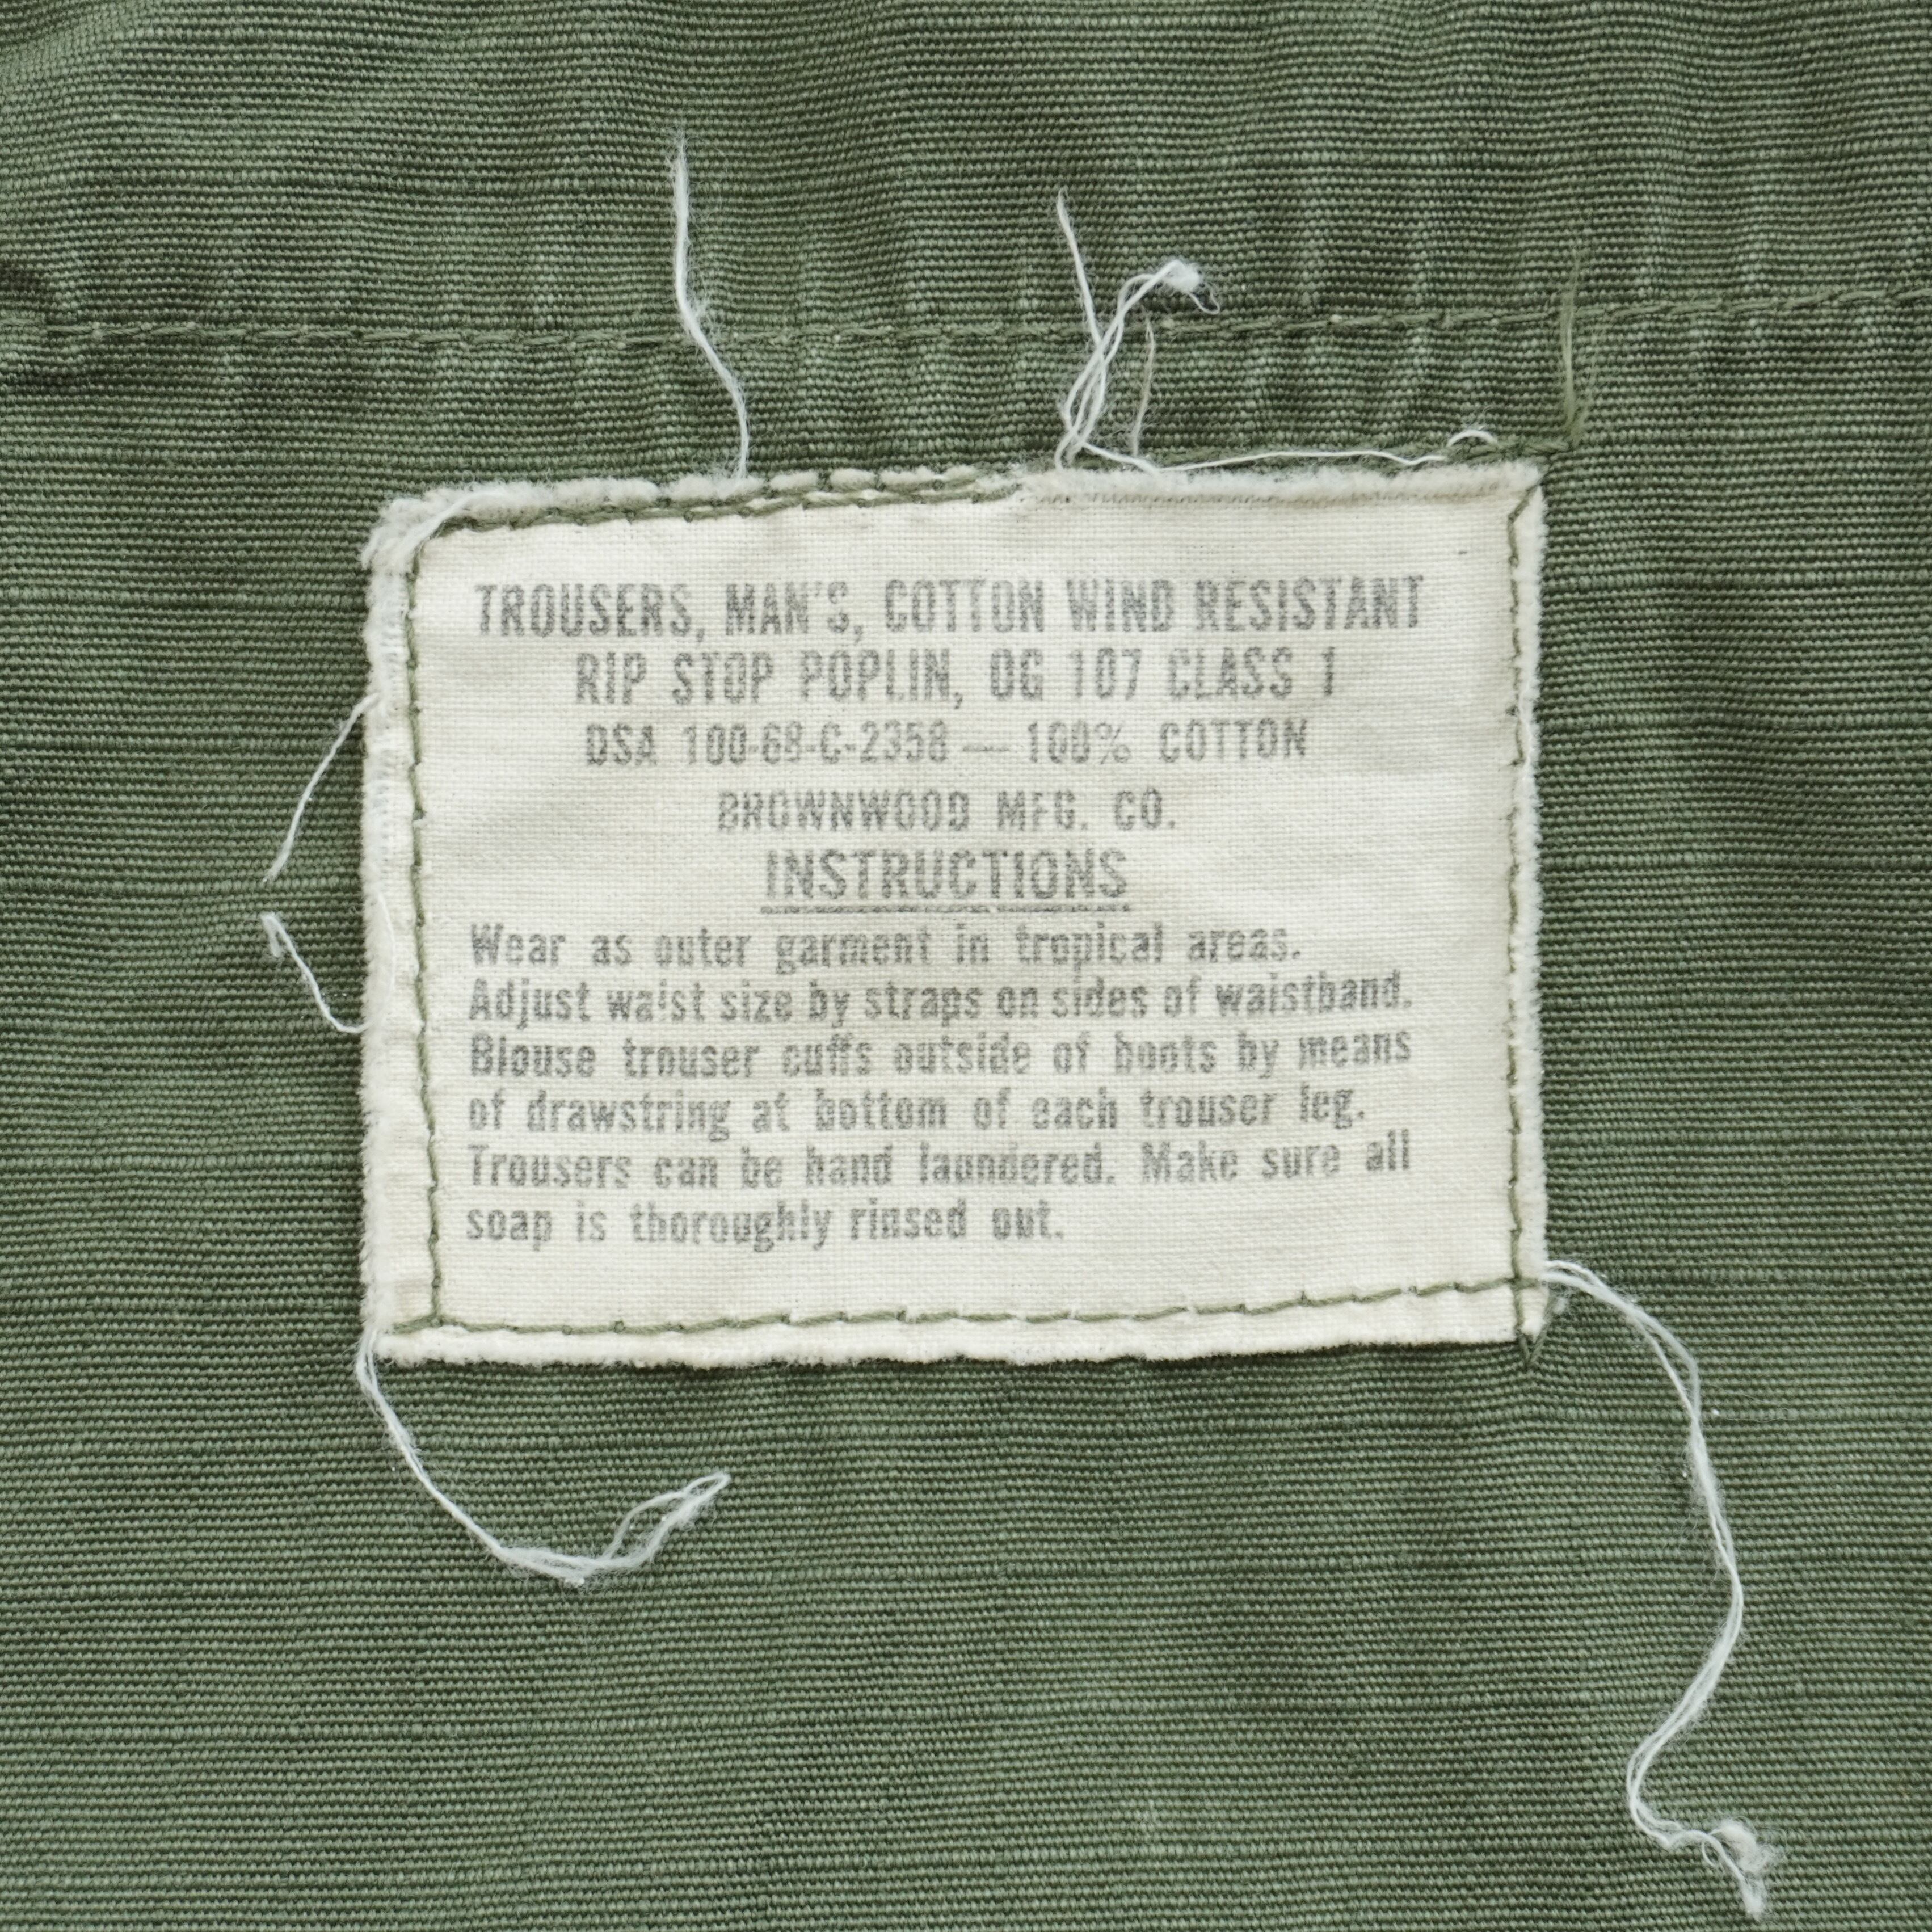 TROUSERS, MAN'S, COTTON WIND RESISTANT
RIP STOP POPLIN, OG 107 CLASS 1
DSA 100-68-C-2358 — 100% COTTON
BROWNWOOD MFG. CO.
INSTRUCTIONS
Wear as outer garment in tropical areas.
Adjust waist size by straps on sides of waistband.
Blouse trouser cuffs outside of boots by means
of drawstring at bottom of each trouser leg.
Trousers can be hand laundered. Make sure all
soap is thoroughly rinsed out.